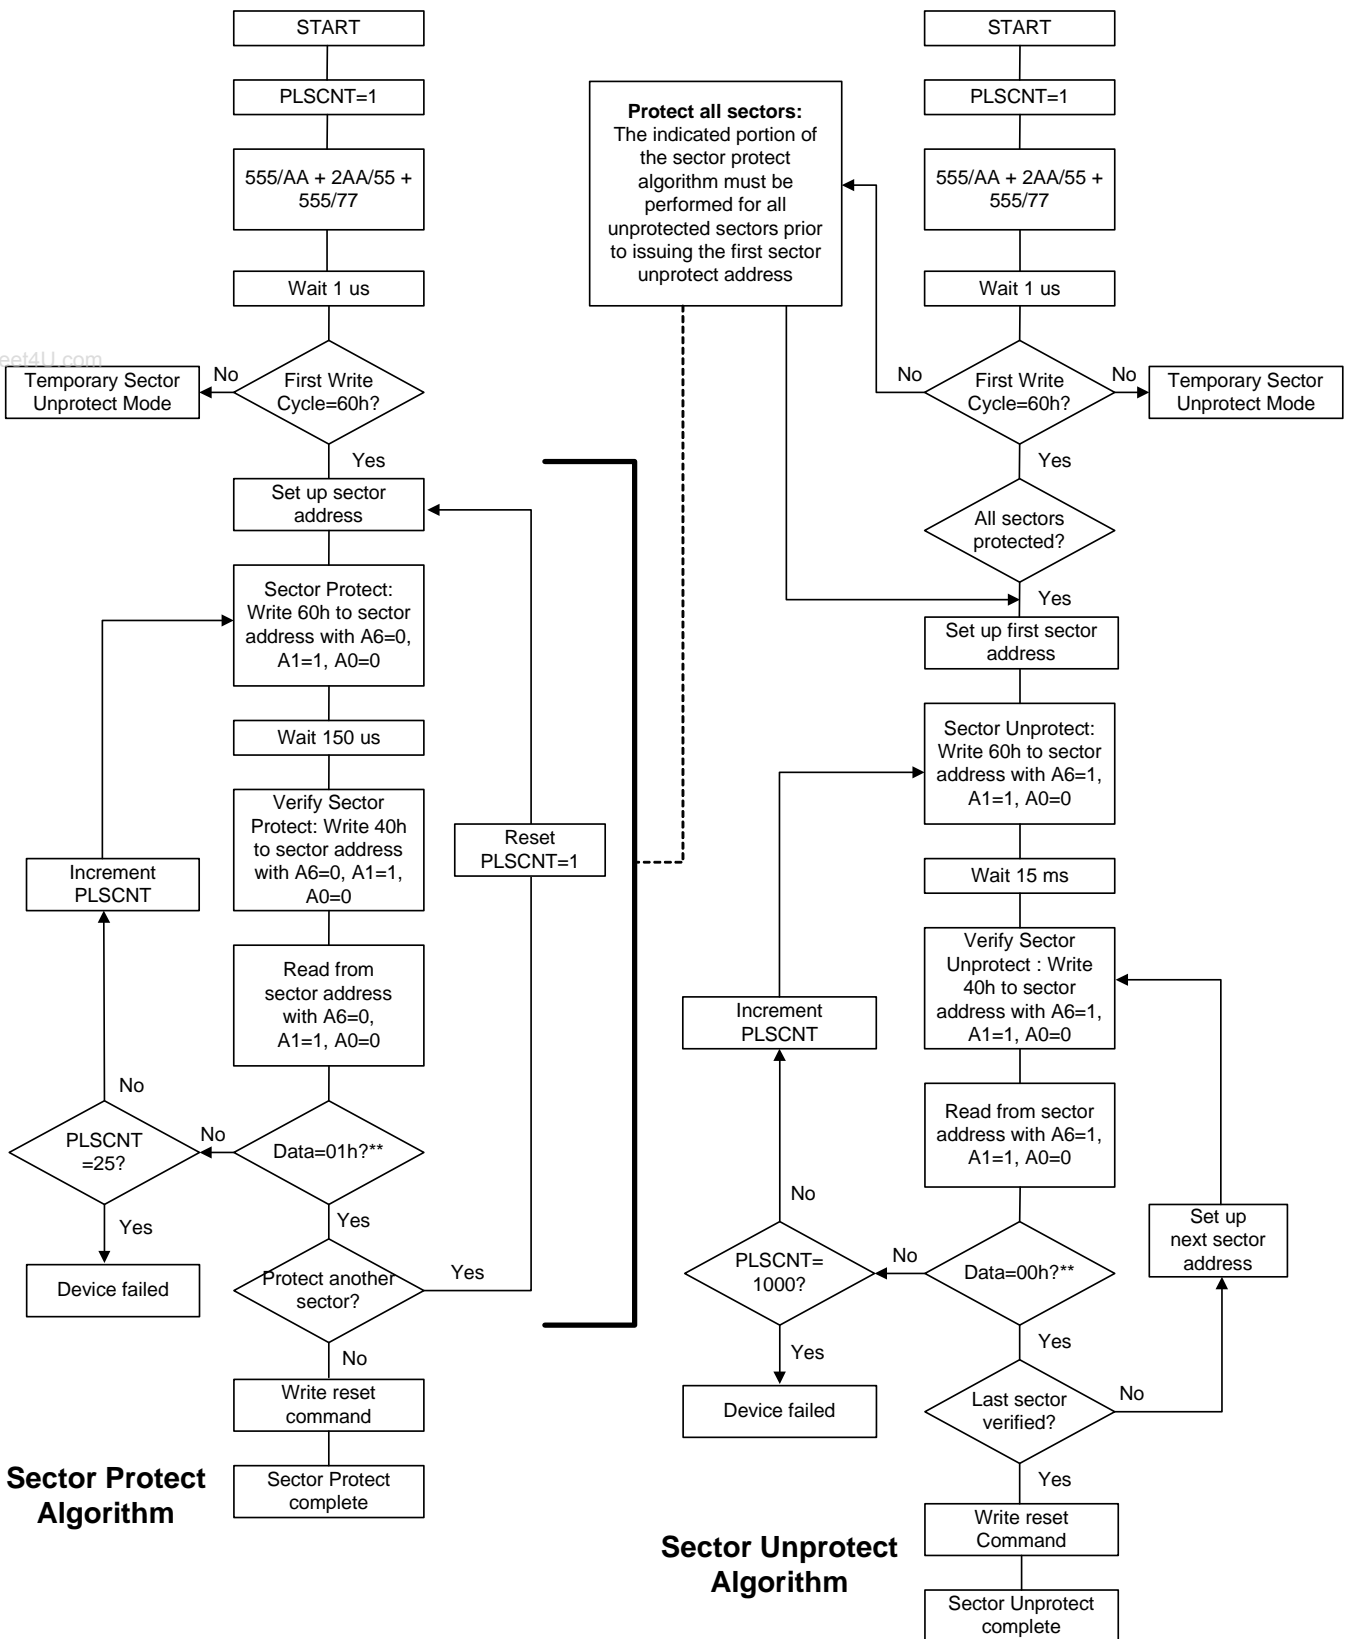 START
PLSCNT=1
555/AA + 2AA/55 +
555/77
Wait 1 us
eet4U.com
First Write
Cycle=60h?
No
Temporary Sector
Unprotect Mode
Yes
Set up sector
address
Sector Protect:
Write 60h to sector
address with A6=0,
A1=1, A0=0
Wait 150 us
Verify Sector
Protect: Write 40h
to sector address
with A6=0, A1=1,
A0=0
Reset
PLSCNT=1
Increment
PLSCNT
Read from
sector address
with A6=0,
A1=1, A0=0
No
PLSCNT
=25?
No
Data=01h?**
Yes
Yes
Device failed
Protect another
sector?
Yes
No
Write reset
command
Sector Protect
complete
Sector Protect
Algorithm
Protect all sectors:
The indicated portion of
the sector protect
algorithm must be
performed for all
unprotected sectors prior
to issuing the first sector
unprotect address
START
PLSCNT=1
555/AA + 2AA/55 +
555/77
Wait 1 us
No
First Write
Cycle=60h?
No
Temporary Sector
Unprotect Mode
Yes
All sectors
protected?
Yes
Set up first sector
address
Sector Unprotect:
Write 60h to sector
address with A6=1,
A1=1, A0=0
Wait 15 ms
Verify Sector
Unprotect : Write
40h to sector
address with A6=1,
A1=1, A0=0
Increment
PLSCNT
Read from sector
address with A6=1,
A1=1, A0=0
No
Set up
next sector
address
PLSCNT=
1000?
No
Data=00h?**
Yes
Yes
Device failed
Last sector
verified?
No
Yes
Write reset
Command
Sector Unprotect
complete
Sector Unprotect
Algorithm